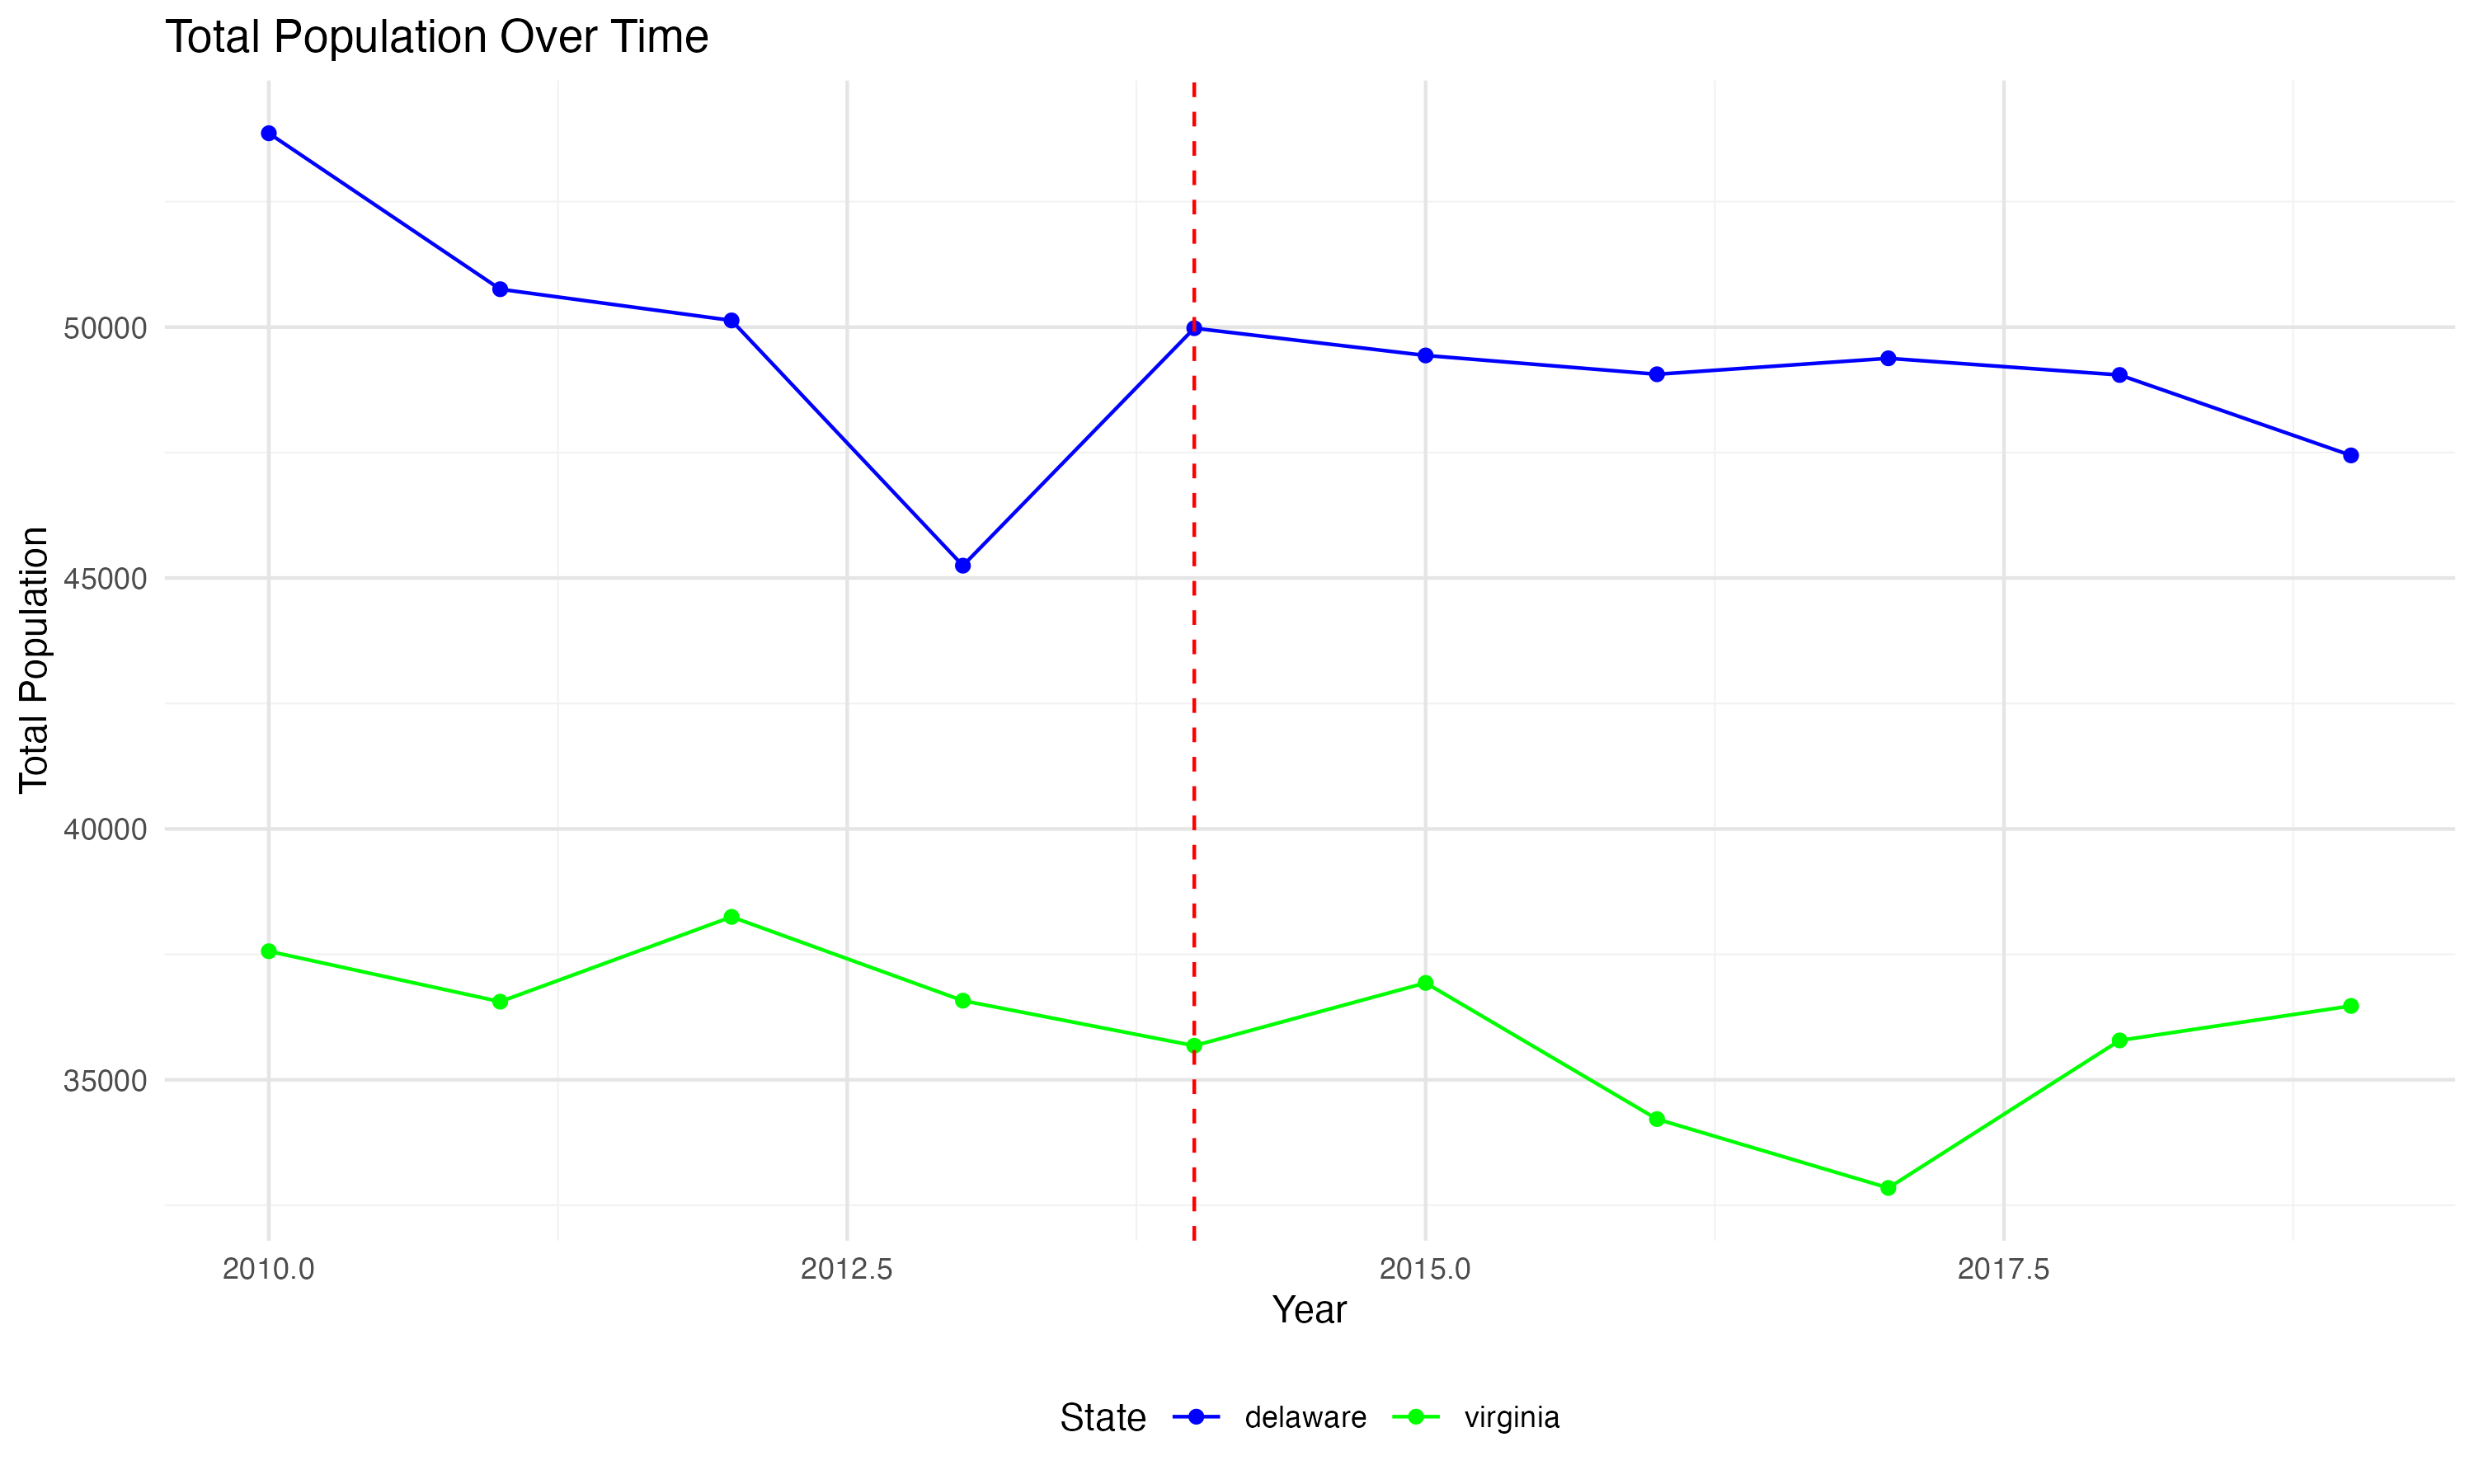 Total Population Over Time
Total Population
50000
45000
40000
35000
2010.0 2012.5 2015.0 2017.5
Year
State delaware virginia